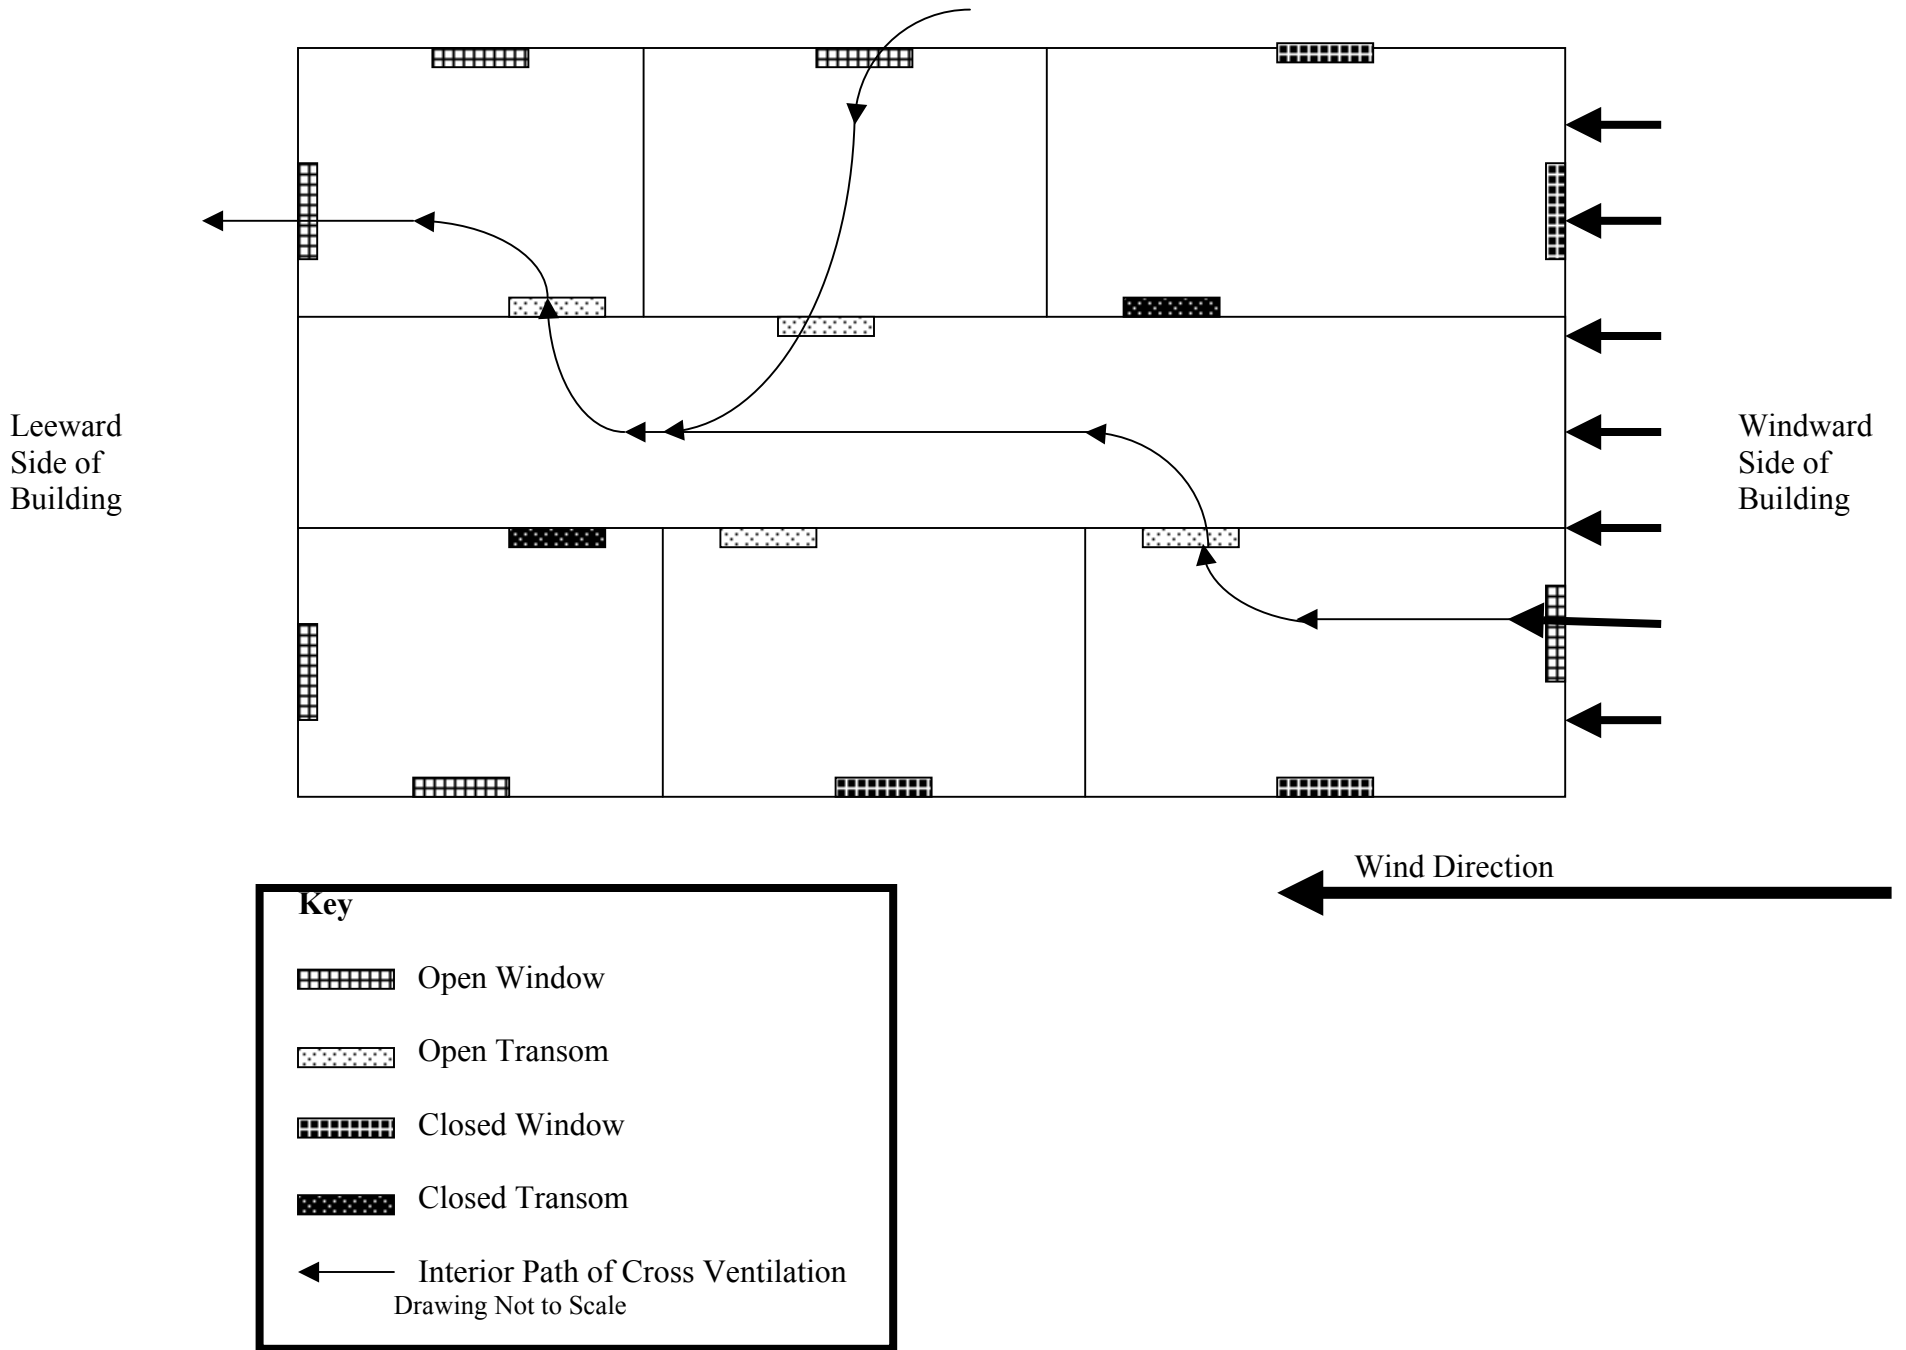 Leeward
Side of
Building
Windward
Side of
Building
Wind Direction
Key
Open Window
Open Transom
Closed Window
Closed Transom
Interior Path of Cross Ventilation
Drawing Not to Scale